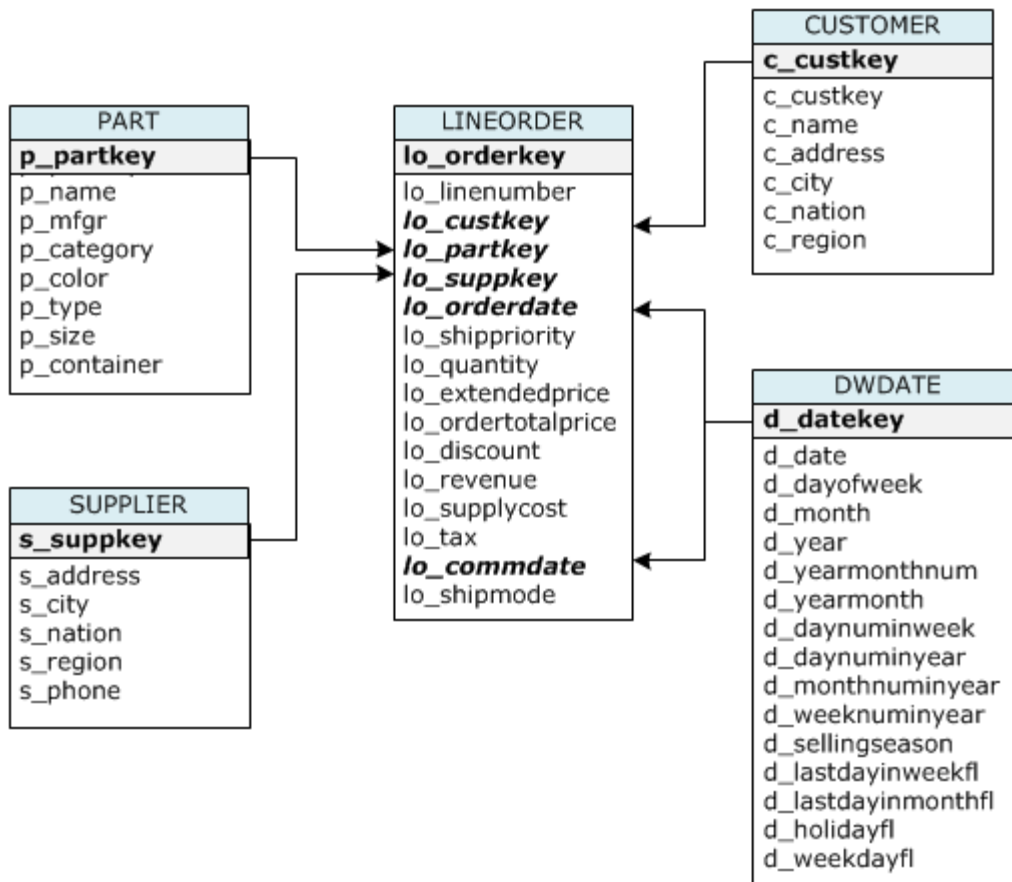 PART
p_partkey
p_name
p_mfgr
p_category
p_color
p_type
p_size
p_container
SUPPLIER
s_suppkey
s_address
s_city
s_nation
s_region
s_phone
LINEORDER
lo_orderkey
lo_linenumber
lo_custkey
lo_partkey
lo_suppkey
lo_orderdate
lo_shippriority
lo_quantity
lo_extendedprice
lo_ordertotalprice
lo_discount
lo_revenue
lo_supplycost
lo_tax
lo_commdate
lo_shipmode
CUSTOMER
c_custkey
c_custkey
c_name
c_address
c_city
c_nation
c_region
DWDATE
d_datekey
d_date
d_dayofweek
d_month
d_year
d_yearmonthnum
d_yearmonth
d_daynuminweek
d_daynuminyear
d_monthnuminyear
d_weeknuminyear
d_sellingseason
d_lastdayinweekfl
d_lastdayinmonthfl
d_holidayfl
d_weekdayfl